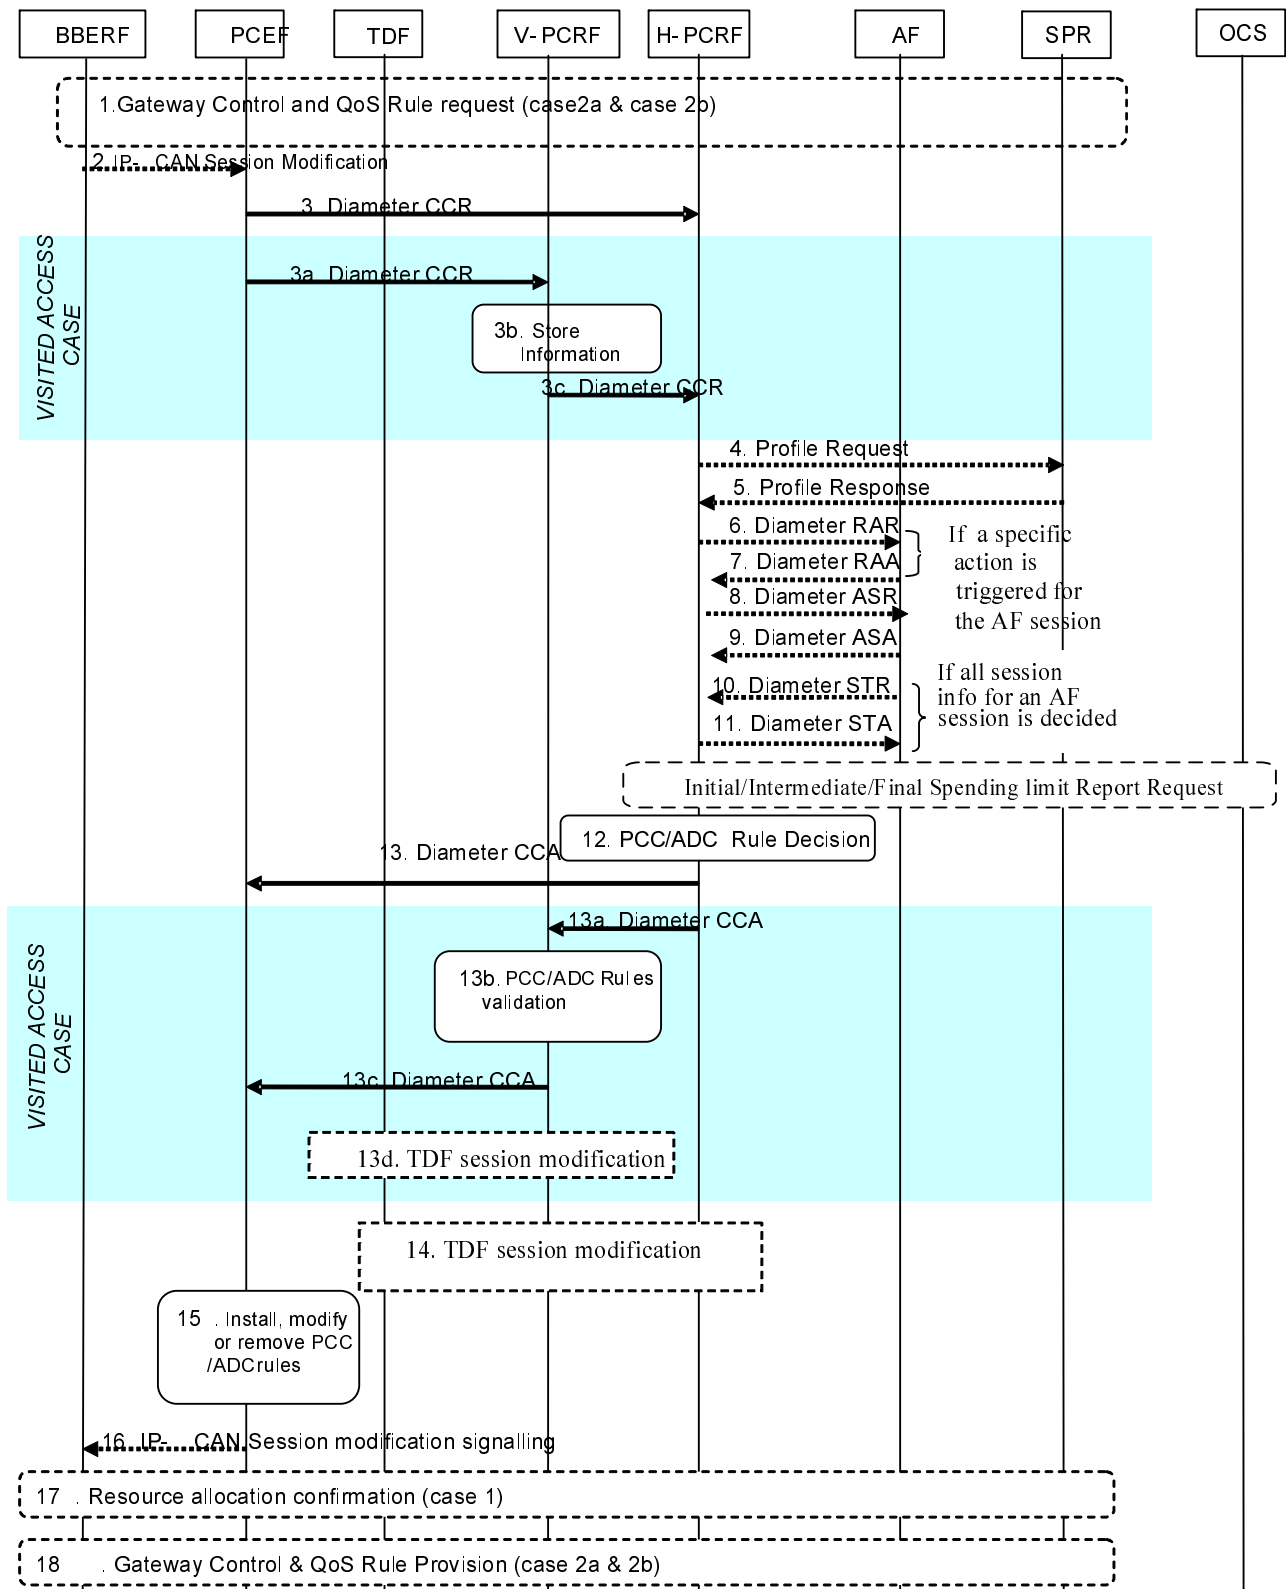 BBERF
PCEF
TDF
V-PCRF
H-PCRF
AF
SPR
OCS
1.Gateway Control and QoS Rule request (case2a & case 2b)
2. IP- CAN Session Modification
3. Diameter CCR
VISITED ACCESS
CASE
3a. Diameter CCR
3b. Store
Information
3c. Diameter CCR
4. Profile Request
5. Profile Response
6. Diameter RAR
7. Diameter RAA
8. Diameter ASR
9. Diameter ASA
If a specific
action is
triggered for
the AF session
10. Diameter STR
11. Diameter STA
If all session
info for an AF
session is decided
Initial/Intermediate/Final Spending limit Report Request
12. PCC/ADC Rule Decision
13. Diameter CCA
VISITED ACCESS
CASE
13a. Diameter CCA
13b. PCC/ADC Rules
validation
13c. Diameter CCA
13d. TDF session modification
14. TDF session modification
15 . Install, modify
or remove PCC
/ADCrules
16. IP- CAN Session modification signalling
17 . Resource allocation confirmation (case 1)
18 . Gateway Control & QoS Rule Provision (case 2a & 2b)